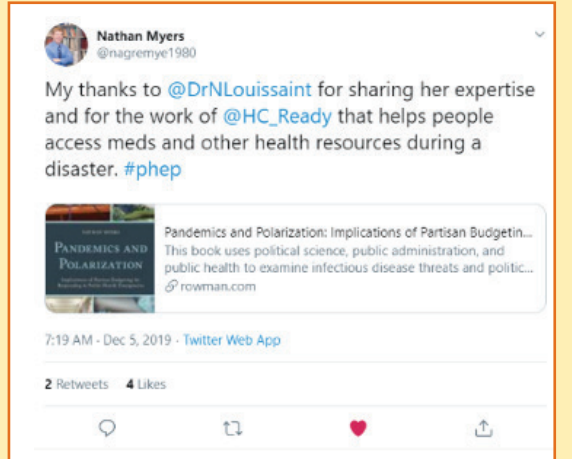 Nathan Myers
@nagremye1980
My thanks to @DrNLouissaint for sharing her expertise
and for the work of @HC_Ready that helps people
access meds and other health resources during a
disaster. #phep
PANDEMICS AND
POLARIZATION
Pandemics and Polarization: Implications of Partisan Budgetin...
This book uses political science, public administration, and
public health to examine infectious disease threats and politic...
rowman.com
7:19 AM · Dec 5, 2019 · Twitter Web App
2 Retweets 4 Likes